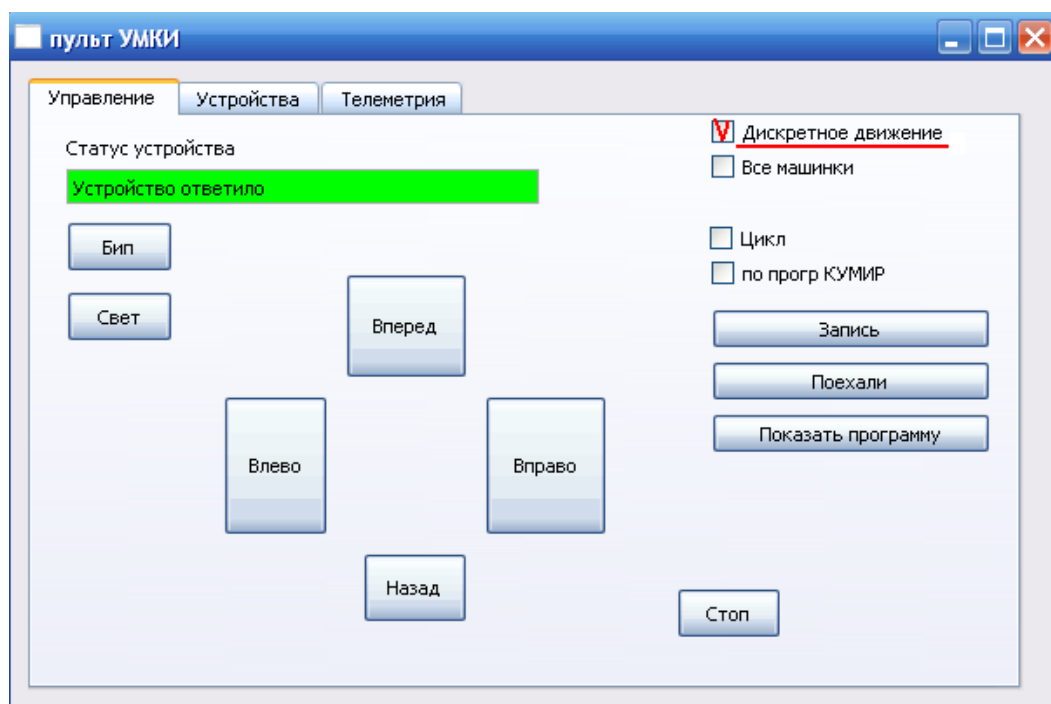 пульт УМКИ
Управление Устройства Телеметрия
Статус устройства
Устройство ответило
Бип
Свет
Вперед
Влево
Вправо
Назад
V Дискретное движение
Все машинки
Цикл
по прогр КУМИР
Запись
Поехали
Показать программу
Стоп